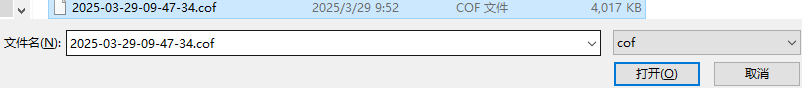 2025-03-29-09-47-34.cof 2025/3/29 9:52 COF 文件 4,017 KB
文件名(N): 2025-03-29-09-47-34.cof cof
打开(O) 取消